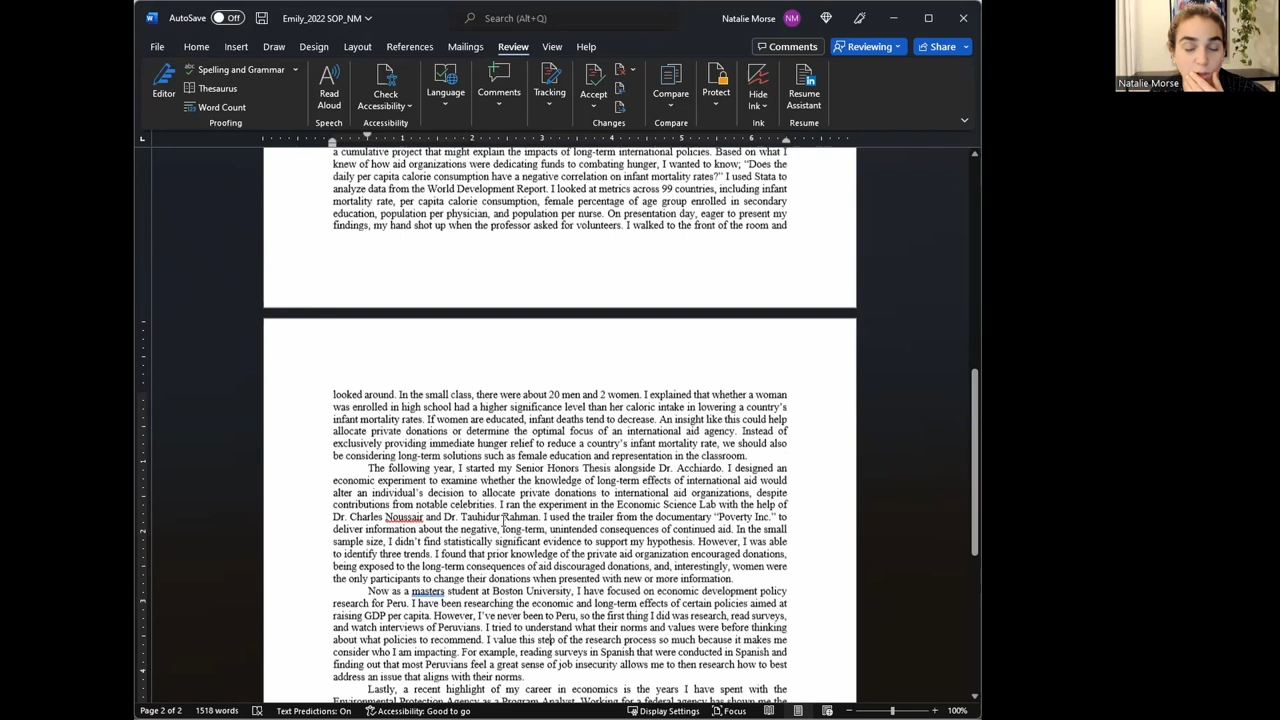 AutoSave Off Emily_2022 SOP_NM Search (Alt+Q) Natalie Morse NM
File Home Insert Draw Design Layout References Mailings Review View Help Comments Reviewing Share
Editor
Spelling and Grammar
Thesaurus
Word Count
Proofing
Read Aloud
Speech
Check Accessibility
Accessibility
Language
Comments
Tracking
Accept
Changes
Compare
Compare
Protect
Hide Ink
Ink
Resume Assistant
Resume
Natalie Morse
1 2 3 4 5 6
a cumulative project that might explain the impacts of long-term international policies. Based on what I
knew of how aid organizations were dedicating funds to combating hunger, I wanted to know; “Does the
daily per capita calorie consumption have a negative correlation on infant mortality rates?” I used Stata to
analyze data from the World Development Report. I looked at metrics across 99 countries, including infant
mortality rate, per capita calorie consumption, female percentage of age group enrolled in secondary
education, population per physician, and population per nurse. On presentation day, eager to present my
findings, my hand shot up when the professor asked for volunteers. I walked to the front of the room and
looked around. In the small class, there were about 20 men and 2 women. I explained that whether a woman
was enrolled in high school had a higher significance level than her caloric intake in lowering a country’s
infant mortality rates. If women are educated, infant deaths tend to decrease. An insight like this could help
allocate private donations or determine the optimal focus of an international aid agency. Instead of
exclusively providing immediate hunger relief to reduce a country’s infant mortality rate, we should also
be considering long-term solutions such as female education and representation in the classroom.
The following year, I started my Senior Honors Thesis alongside Dr. Acchiardo. I designed an
economic experiment to examine whether the knowledge of long-term effects of international aid would
alter an individual’s decision to allocate private donations to international aid organizations, despite
contributions from notable celebrities. I ran the experiment in the Economic Science Lab with the help of
Dr. Charles Noussair and Dr. Tauhidur Rahman. I used the trailer from the documentary “Poverty Inc.” to
deliver information about the negative, long-term, unintended consequences of continued aid. In the small
sample size, I didn’t find statistically significant evidence to support my hypothesis. However, I was able
to identify three trends. I found that prior knowledge of the private aid organization encouraged donations,
being exposed to the long-term consequences of aid discouraged donations, and, interestingly, women were
the only participants to change their donations when presented with new or more information.
Now as a masters student at Boston University, I have focused on economic development policy
research for Peru. I have been researching the economic and long-term effects of certain policies aimed at
raising GDP per capita. However, I’ve never been to Peru, so the first thing I did was research, read surveys,
and watch interviews of Peruvians. I tried to understand what their norms and values were before thinking
about what policies to recommend. I value this step of the research process so much because it makes me
consider who I am impacting. For example, reading surveys in Spanish that were conducted in Spanish and
finding out that most Peruvians feel a great sense of job insecurity allows me to then research how to best
address an issue that aligns with their norms.
Lastly, a recent highlight of my career in economics is the years I have spent with the
Environmental Protection Agency as a Program Analyst. Working for a federal agency has shown me the
Page 2 of 2 1518 words Text Predictions: On Accessibility: Good to go Display Settings Focus 100%